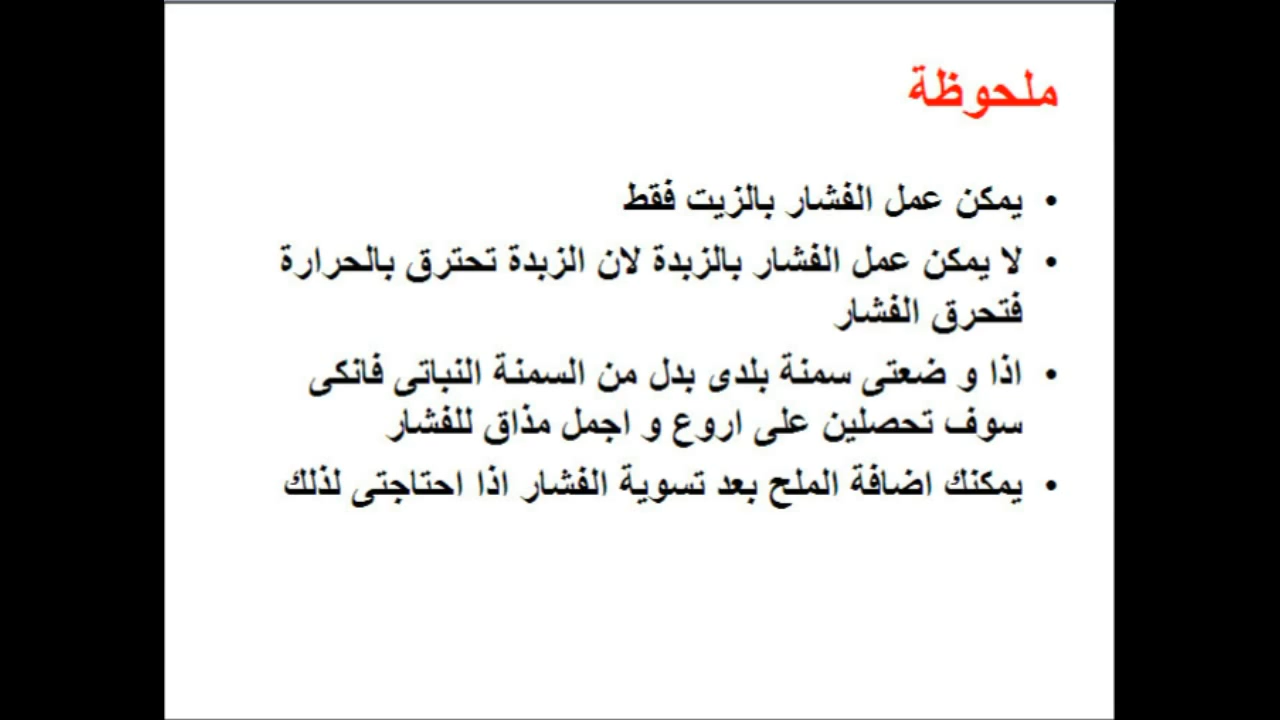 ملحوظة
• يمكن عمل الفشار بالزيت فقط
• لا يمكن عمل الفشار بالزبدة لان الزبدة تحترق بالحرارة
فتحرق الفشار
• اذا و ضعتى سمنة بلدى بدل من السمنة النباتى فانكى
سوف تحصلين على اروع و اجمل مذاق للفشار
• يمكنك اضافة الملح بعد تسوية الفشار اذا احتاجتى لذلك